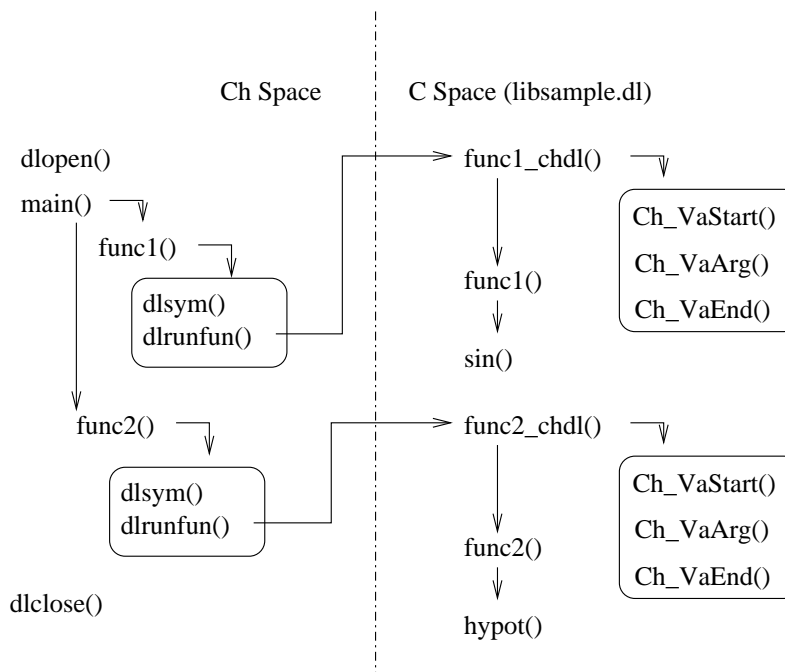 Ch Space
C Space (libsample.dl)
dlopen()
main()
func1()
dlsym()
dlrunfun()
func2()
dlsym()
dlrunfun()
dlclose()
func1_chdl()
Ch_VaStart()
Ch_VaArg()
Ch_VaEnd()
func1()
sin()
func2_chdl()
Ch_VaStart()
Ch_VaArg()
Ch_VaEnd()
func2()
hypot()